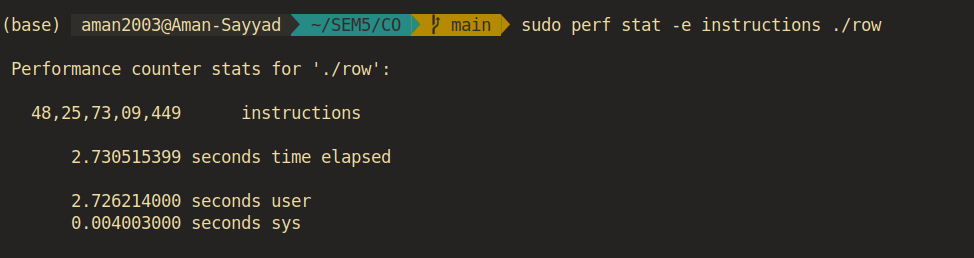 (base) aman2003@Aman-Sayyad ~/SEM5/CO main sudo perf stat -e instructions ./row
Performance counter stats for './row':
48,25,73,09,449 instructions
2.730515399 seconds time elapsed
2.726214000 seconds user
0.004003000 seconds sys